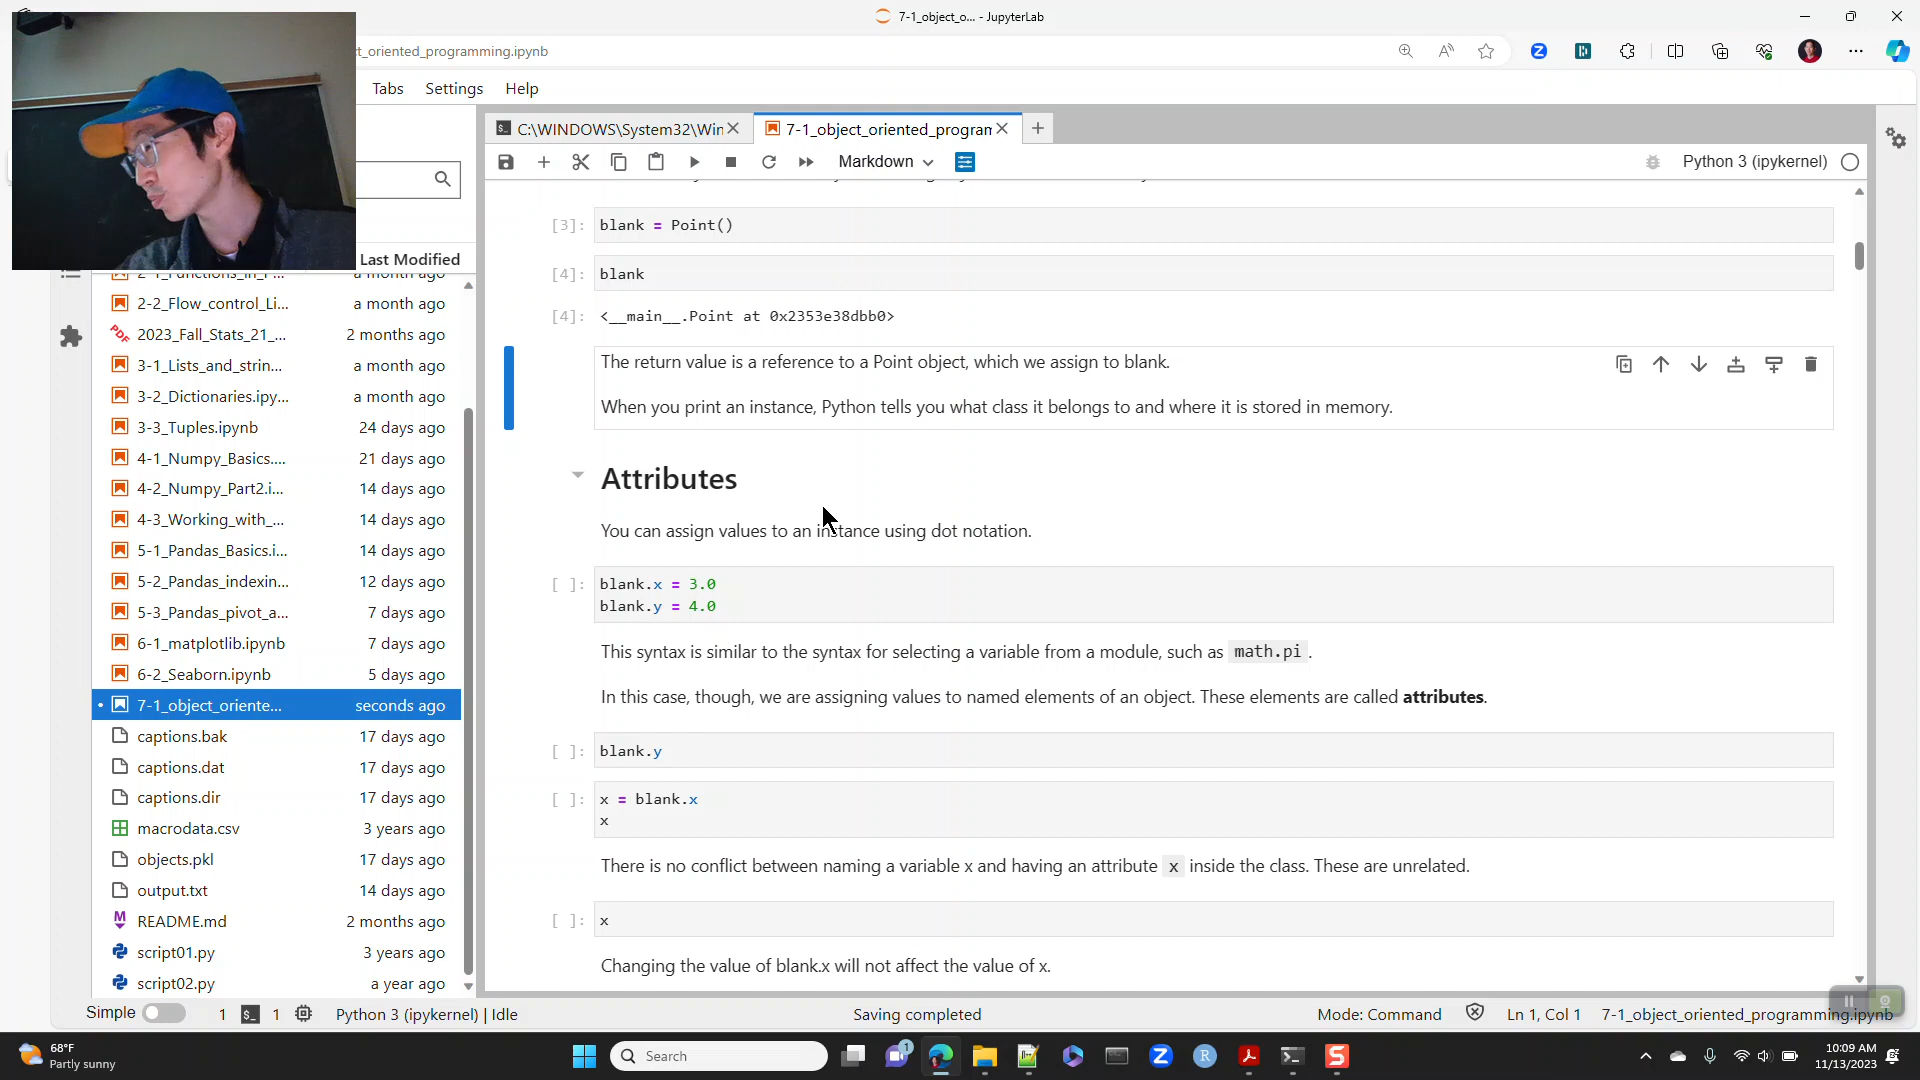 7-1_object_o... - JupyterLab
t_oriented_programming.ipynb
Tabs Settings Help
C:\WINDOWS\System32\Win
7-1_object_oriented_program
Markdown
Python 3 (ipykernel)
Last Modified
2-2_Flow_control_Li... a month ago
2023_Fall_Stats_21_... 2 months ago
3-1_Lists_and_strin... a month ago
3-2_Dictionaries.ipy... a month ago
3-3_Tuples.ipynb 24 days ago
4-1_Numpy_Basics.... 21 days ago
4-2_Numpy_Part2.i... 14 days ago
4-3_Working_with_... 14 days ago
5-1_Pandas_Basics.i... 14 days ago
5-2_Pandas_indexin... 12 days ago
5-3_Pandas_pivot_a... 7 days ago
6-1_matplotlib.ipynb 7 days ago
6-2_Seaborn.ipynb 5 days ago
7-1_object_oriente... seconds ago
captions.bak 17 days ago
captions.dat 17 days ago
captions.dir 17 days ago
macrodata.csv 3 years ago
objects.pkl 17 days ago
output.txt 14 days ago
README.md 2 months ago
script01.py 3 years ago
script02.py a year ago
[3]: blank = Point()
[4]: blank
[4]: <__main__.Point at 0x2353e38dbb0>
The return value is a reference to a Point object, which we assign to blank.
When you print an instance, Python tells you what class it belongs to and where it is stored in memory.
Attributes
You can assign values to an instance using dot notation.
[ ]: blank.x = 3.0
blank.y = 4.0
This syntax is similar to the syntax for selecting a variable from a module, such as math.pi .
In this case, though, we are assigning values to named elements of an object. These elements are called attributes.
[ ]: blank.y
[ ]: x = blank.x
x
There is no conflict between naming a variable x and having an attribute x inside the class. These are unrelated.
[ ]: x
Changing the value of blank.x will not affect the value of x.
Simple 1 1 Python 3 (ipykernel) | Idle Saving completed Mode: Command Ln 1, Col 1 7-1_object_oriented_programming.ipynb
68°F
Partly sunny
Search
1
10:09 AM
11/13/2023